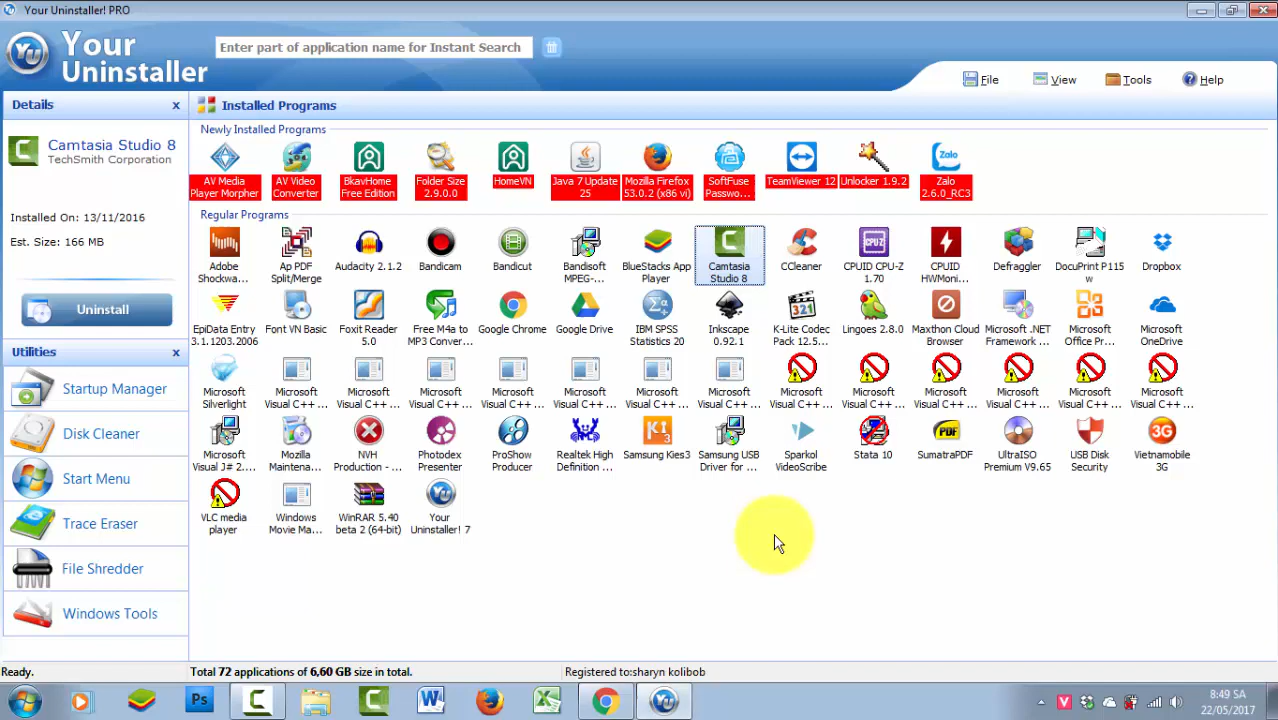 Your Uninstaller! PRO
Your
Uninstaller
Enter part of application name for Instant Search
File
View
Tools
Help
Details
x
Camtasia Studio 8
TechSmith Corporation
Installed On: 13/11/2016
Est. Size: 166 MB
Uninstall
Utilities
x
Startup Manager
Disk Cleaner
Start Menu
Trace Eraser
File Shredder
Windows Tools
Installed Programs
Newly Installed Programs
AV Media
Player Morpher
AV Video
Converter
BkavHome
Free Edition
Folder Size
2.9.0.0
HomeVN
Java 7 Update
25
Mozilla Firefox
53.0.2 (x86 vi)
SoftFuse
Passwo...
TeamViewer 12
Unlocker 1.9.2
Zalo
Zalo
2.6.0_RC3
Regular Programs
Adobe
Shockwa...
Ap PDF
Split/Merge
Audacity 2.1.2
Bandicam
Bandicut
Bandisoft
MPEG-...
BlueStacks App
Player
Camtasia
Studio 8
CCleaner
CPUID CPU-Z
1.70
CPUID
HWMoni...
Defraggler
DocuPrint P115
w
Dropbox
EpiData Entry
3.1.1203.2006
Font VN Basic
Foxit Reader
5.0
Free M4a to
MP3 Conver...
Google Chrome
Google Drive
IBM SPSS
Statistics 20
Inkscape
0.92.1
K-Lite Codec
Pack 12.5...
Lingoes 2.8.0
Maxthon Cloud
Browser
Microsoft .NET
Framework ...
Microsoft
Office Pr...
Microsoft
OneDrive
Microsoft
Silverlight
Microsoft
Visual C++ ...
Microsoft
Visual C++ ...
Microsoft
Visual C++ ...
Microsoft
Visual C++ ...
Microsoft
Visual C++ ...
Microsoft
Visual C++ ...
Microsoft
Visual C++ ...
Microsoft
Visual C++ ...
Microsoft
Visual C++ ...
Microsoft
Visual C++ ...
Microsoft
Visual C++ ...
Microsoft
Visual C++ ...
Microsoft
Visual C++ ...
Microsoft
Visual J# 2....
Mozilla
Maintena...
NVH
Production - ...
Photodex
Presenter
ProShow
Producer
Realtek High
Definition ...
Samsung Kies3
Samsung USB
Driver for ...
Sparkol
VideoScribe
Stata 10
SumatraPDF
UltraISO
Premium V9.65
USB Disk
Security
Vietnamobile
3G
VLC media
player
Windows
Movie Ma...
WinRAR 5.40
beta 2 (64-bit)
Your
Uninstaller! 7
Ready.
Total 72 applications of 6,60 GB size in total.
Registered to:sharyn kolibob
8:49 SA
22/05/2017